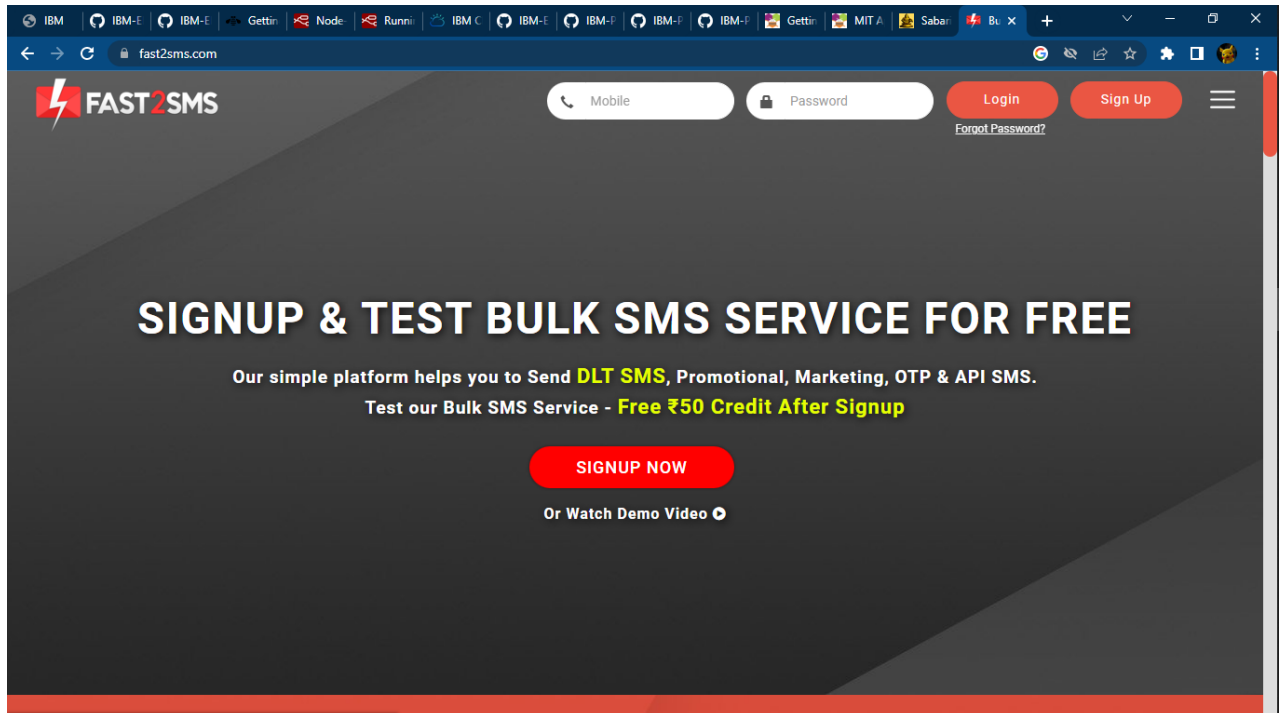 IBM IBM-E IBM-E Gettin Node- Runnin IBM C IBM-E IBM-P IBM-P IBM-P Gettin MIT A Sabari Bu
fast2sms.com
FAST2SMS Mobile Password Login Sign Up
Forgot Password?
SIGNUP & TEST BULK SMS SERVICE FOR FREE
Our simple platform helps you to Send DLT SMS, Promotional, Marketing, OTP & API SMS.
Test our Bulk SMS Service - Free ₹50 Credit After Signup
SIGNUP NOW
Or Watch Demo Video